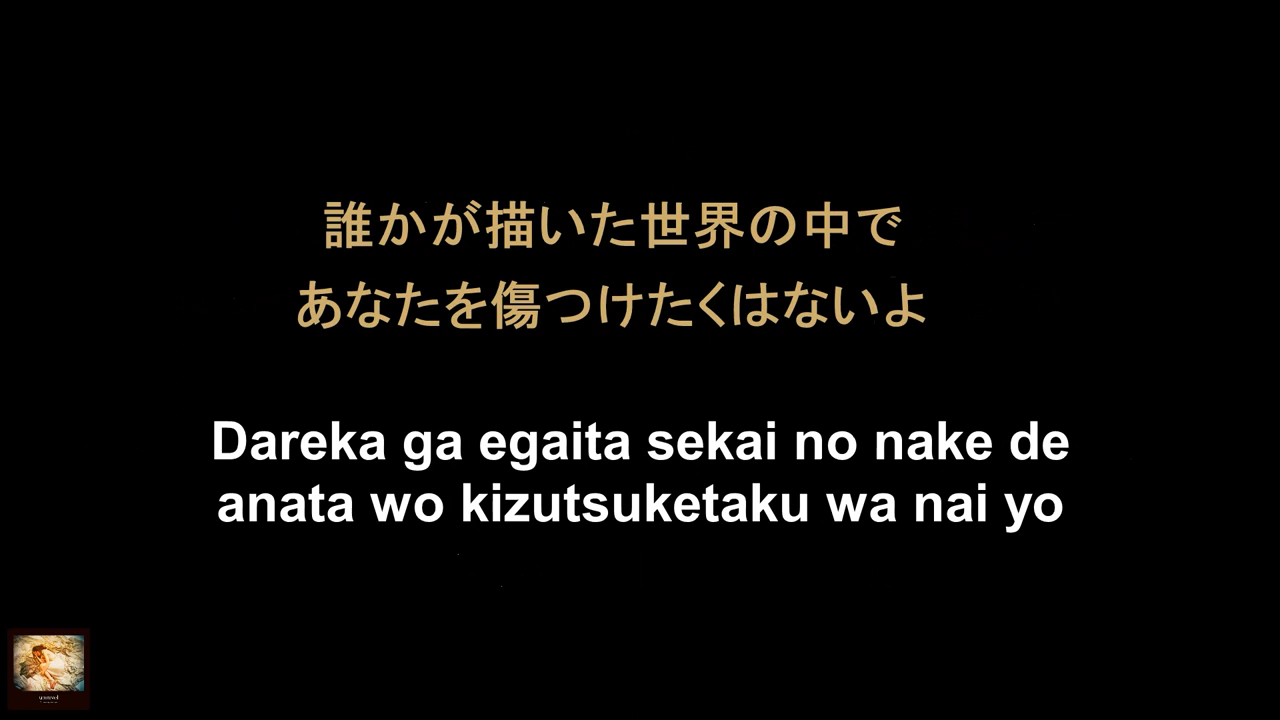 誰かが描いた世界の中で
あなたを傷つけたくはないよ
Dareka ga egaita sekai no nake de
anata wo kizutsuketaku wa nai yo